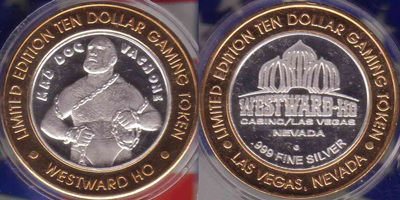 LIMITED EDITION TEN DOLLAR GAMING TOKEN
MAD DOG VACHONE
WESTWARD HO
LIMITED EDITION TEN DOLLAR GAMING TOKEN
WESTWARD-HO
CASINO/LAS VEGAS
NEVADA
G
.999 FINE SILVER
LAS VEGAS, NEVADA